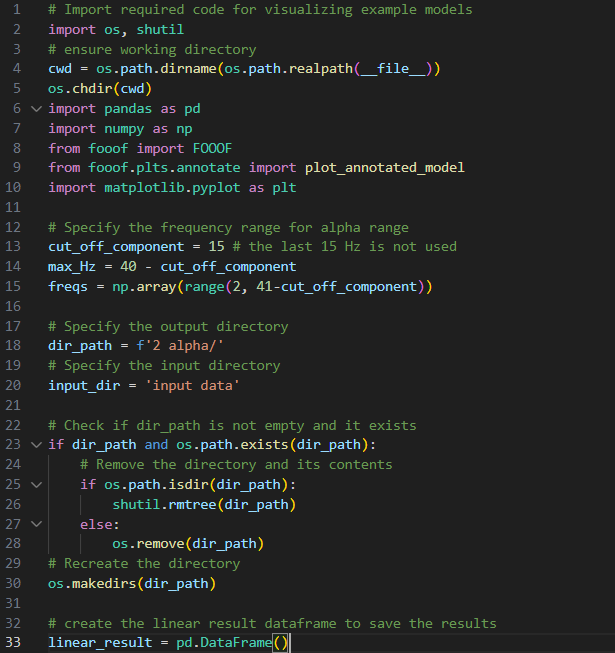 1 # Import required code for visualizing example models
2 import os, shutil
3 # ensure working directory
4 cwd = os.path.dirname(os.path.realpath(__file__))
5 os.chdir(cwd)
6 import pandas as pd
7 import numpy as np
8 from fooof import FOOOF
9 from fooof.plts.annotate import plot_annotated_model
10 import matplotlib.pyplot as plt
11
12 # Specify the frequency range for alpha range
13 cut_off_component = 15 # the last 15 Hz is not used
14 max_Hz = 40 - cut_off_component
15 freqs = np.array(range(2, 41-cut_off_component))
16
17 # Specify the output directory
18 dir_path = f'2 alpha/'
19 # Specify the input directory
20 input_dir = 'input data'
21
22 # Check if dir_path is not empty and it exists
23 if dir_path and os.path.exists(dir_path):
24     # Remove the directory and its contents
25     if os.path.isdir(dir_path):
26         shutil.rmtree(dir_path)
27     else:
28         os.remove(dir_path)
29 # Recreate the directory
30 os.makedirs(dir_path)
31
32 # create the linear result dataframe to save the results
33 linear_result = pd.DataFrame()